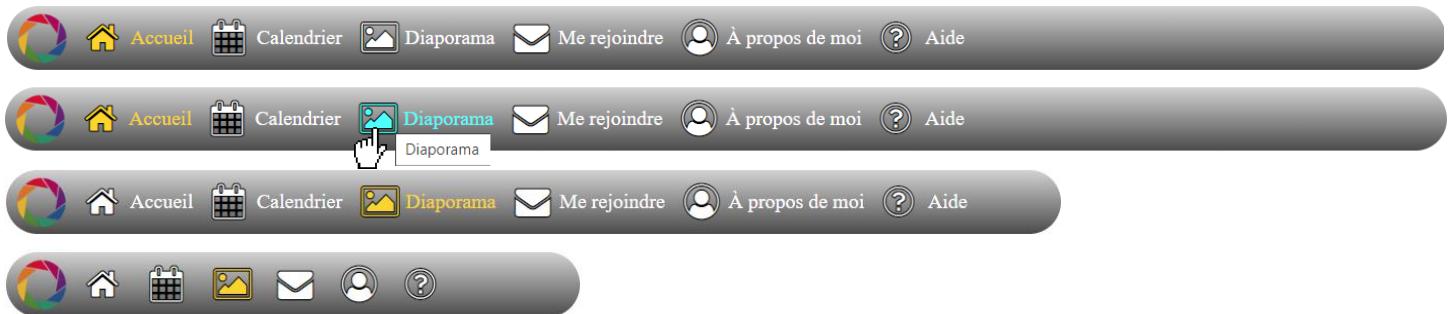 Accueil Calendrier Diaporama Me rejoindre À propos de moi ? Aide
Accueil Calendrier Diaporama Me rejoindre À propos de moi ? Aide
Diaporama
Accueil Calendrier Diaporama Me rejoindre À propos de moi ? Aide
?